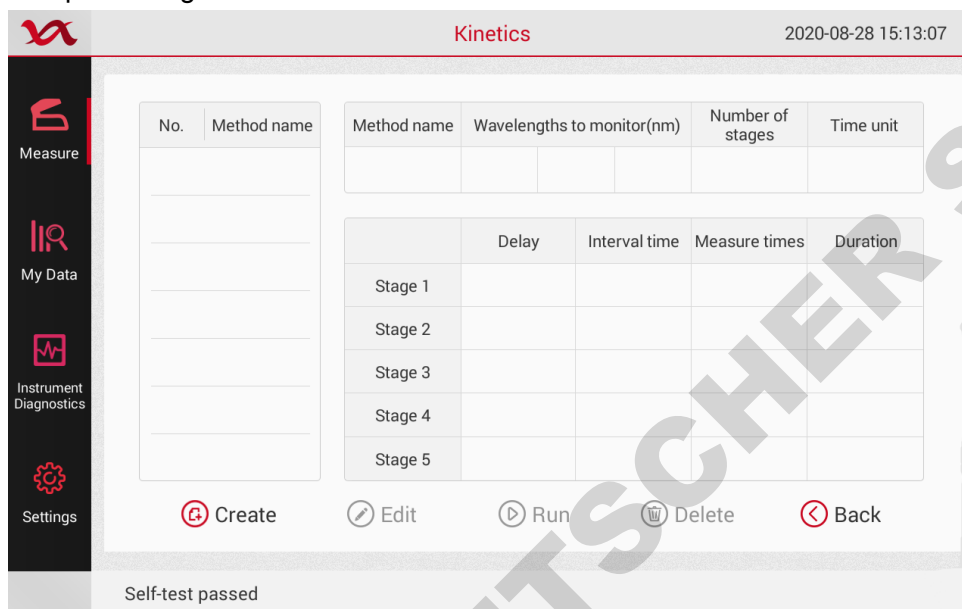 Kinetics
2020-08-28 15:13:07
Measure
My Data
Instrument
Diagnostics
Settings
No.
Method name
Method name
Wavelengths to monitor(nm)
Number of
stages
Time unit
Delay
Interval time
Measure times
Duration
Stage 1
Stage 2
Stage 3
Stage 4
Stage 5
Create
Edit
Run
Delete
Back
Self-test passed